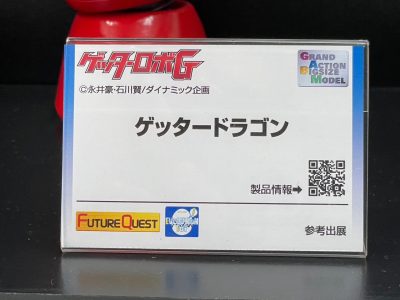 ゲッターロボG
GRAND
ACTION
BIGSIZE
MODEL
©永井豪・石川賢/ダイナミック企画
ゲッタードラゴン
製品情報➡
FUTUREQUEST
参考出展